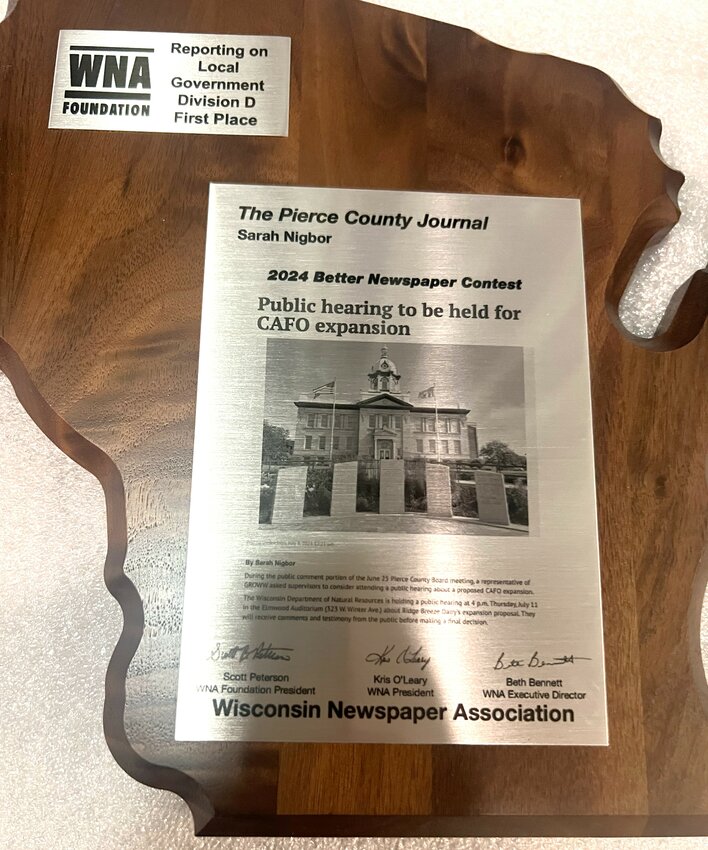 WNA
FOUNDATION
Reporting on
Local
Government
Division D
First Place
The Pierce County Journal
Sarah Nigbor
2024 Better Newspaper Contest
Public hearing to be held for
CAFO expansion
By Sarah Nigbor
During the public comment portion of the June 25 Pierce County Board meeting, a representative of
GROWW asked supervisors to consider attending a public hearing about a proposed CAFO expansion.
The Wisconsin Department of Natural Resources is holding a public hearing at 4 p.m. Thursday, July 11
in the Elmwood Auditorium (323 W. Winter Ave.) about Ridge Breeze Dairy's expansion proposal. They
will receive comments and testimony from the public before making a final decision.
Scott Peterson
WNA Foundation President
Kris O'Leary
WNA President
Beth Bennett
WNA Executive Director
Wisconsin Newspaper Association